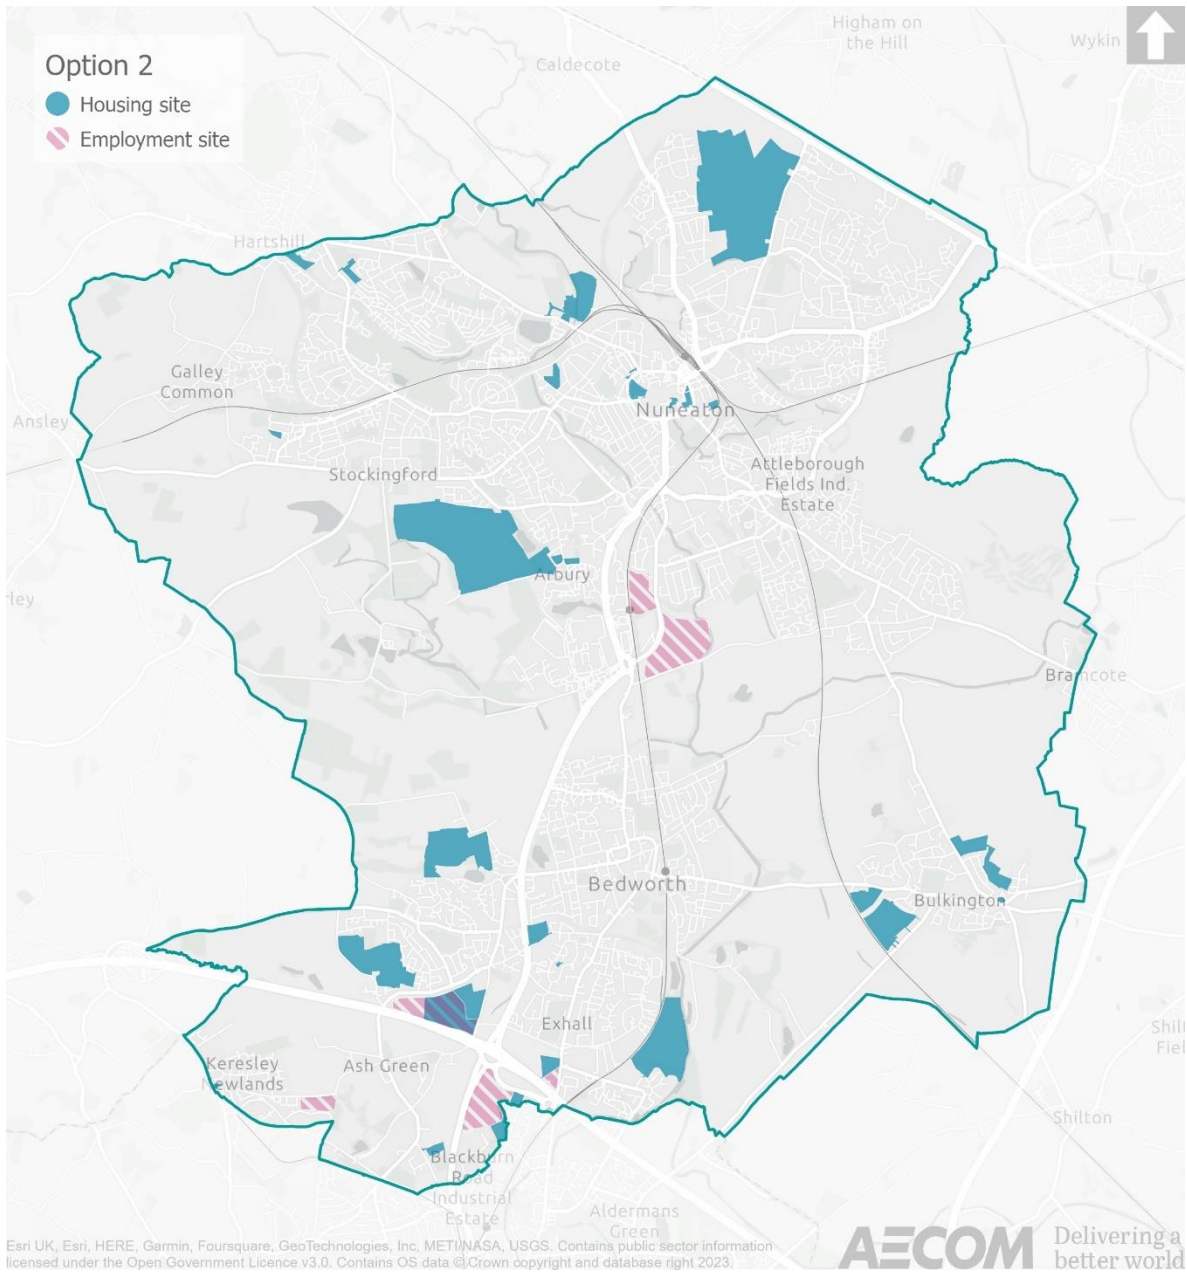 Option 2
Housing site
Employment site
Higham on
the Hill
Wykin
Caldecote
Hartshill
Galley
Common
Ansley
Nuneaton
Stockingford
Attleborough
Fields Ind.
Estate
Arbury
rley
Bramcote
Bedworth
Bulkington
Exhall
Shilt
Fiel
Keresley
Newlands
Ash Green
Shilton
Blackburn
Road
Industrial
Estate
Aldermans
Green
Esri UK, Esri, HERE, Garmin, Foursquare, GeoTechnologies, Inc, METI/NASA, USGS. Contains public sector information
licensed under the Open Government Licence v3.0. Contains OS data © Crown copyright and database right 2023.
AECOM
Delivering a
better world